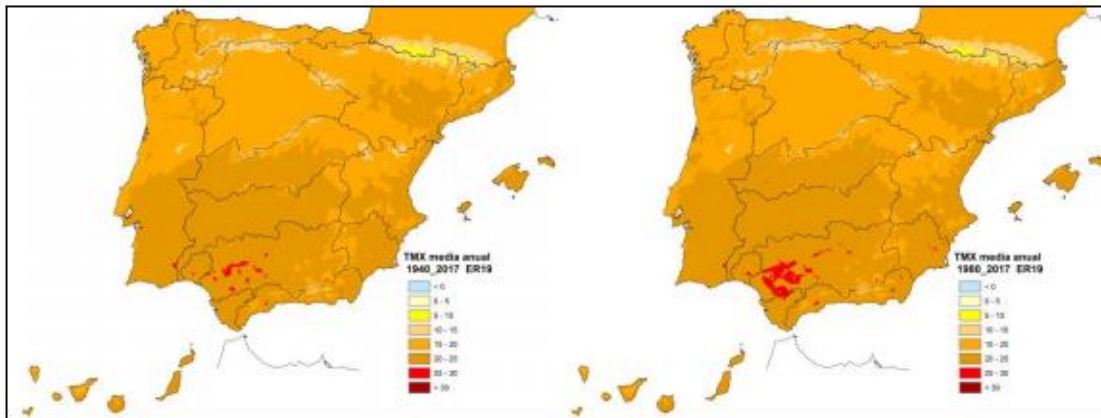 TMX media anual
1940_2017 ER19
< 0
0 - 5
5 - 10
10 - 15
15 - 20
20 - 25
25 - 30
> 30
TMX media anual
1980_2017 ER19
< 0
0 - 5
5 - 10
10 - 15
15 - 20
20 - 25
25 - 30
> 30